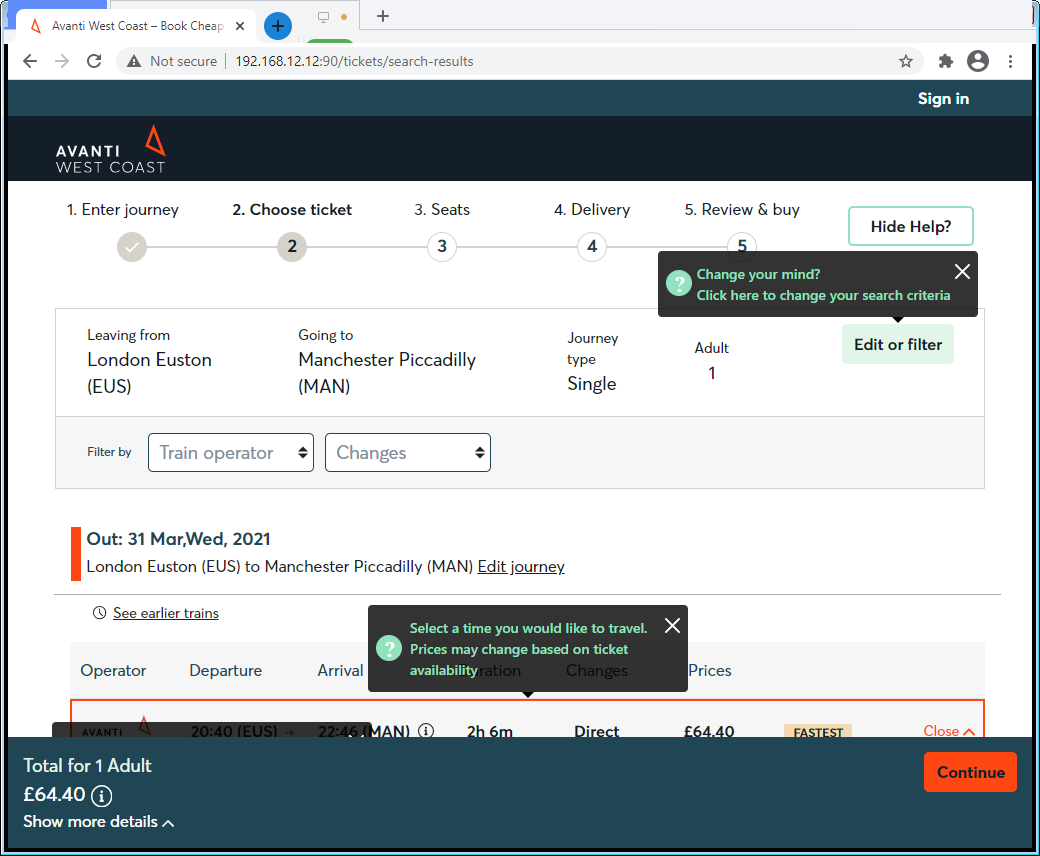 Avanti West Coast – Book Cheap
Not secure
192.168.12.12:90/tickets/search-results
Sign in
AVANTI
WEST COAST
1. Enter journey
2. Choose ticket
3. Seats
4. Delivery
5. Review & buy
Hide Help?
2
3
4
5
Change your mind?
Click here to change your search criteria
Leaving from
London Euston
(EUS)
Going to
Manchester Piccadilly
(MAN)
Journey
type
Single
Adult
1
Edit or filter
Filter by
Train operator
Changes
Out: 31 Mar,Wed, 2021
London Euston (EUS) to Manchester Piccadilly (MAN) Edit journey
See earlier trains
Select a time you would like to travel.
Prices may change based on ticket
availability
Operator
Departure
Arrival
Changes
Prices
AVANTI
20:40 (EUS)
22:46 (MAN)
2h 6m
Direct
£64.40
FASTEST
Close
Total for 1 Adult
£64.40
Show more details
Continue